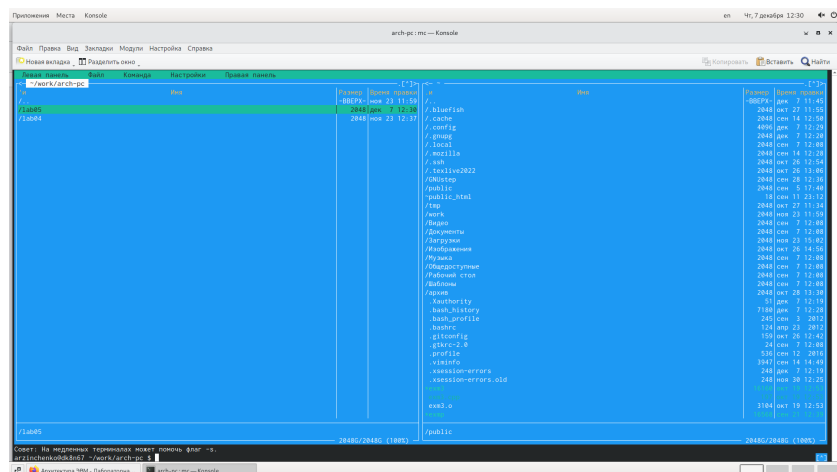 Приложения Места Konsole en Чт, 7 декабря 12:30
arch-pc : mc — Konsole
Файл Правка Вид Закладки Модули Настройка Справка
Новая вкладка Разделить окно Копировать Вставить Найти
Левая панель Файл Команда Настройки Правая панель
<– ~/work/arch-pc .[^]> <– ~ .[^]>
.и Имя Размер Время правки .и Имя Размер Время правки
/.. -ВВЕРХ- ноя 23 11:59 /.. -ВВЕРХ- дек 7 11:45
/lab05 2048 дек 7 12:30 /.bluefish 2048 окт 27 11:55
/lab04 2048 ноя 23 12:37 /.cache 2048 сен 14 12:50
/.config 4096 дек 7 12:29
/.gnupg 2048 дек 7 12:20
/.local 2048 сен 7 12:08
/.mozilla 2048 сен 14 12:28
/.ssh 2048 окт 26 12:54
/.texlive2022 2048 окт 26 13:06
/GNUstep 2048 сен 28 12:36
/public 2048 сен 5 17:40
~public_html 18 сен 11 23:12
/tmp 2048 окт 27 11:34
/work 2048 ноя 23 11:59
/Видео 2048 сен 7 12:08
/Документы 2048 сен 7 12:08
/Загрузки 2048 ноя 23 15:02
/Изображения 2048 окт 26 14:56
/Музыка 2048 сен 7 12:08
/Общедоступные 2048 сен 7 12:08
/Рабочий стол 2048 сен 7 12:08
/Шаблоны 2048 сен 7 12:08
/архив 2048 окт 28 13:30
.Xauthority 51 дек 7 12:19
.bash_history 7180 дек 7 12:28
.bash_profile 245 сен 3 2012
.bashrc 124 апр 23 2012
.gitconfig 159 окт 26 12:42
.gtkrc-2.0 24 сен 7 12:08
.profile 536 сен 12 2016
.viminfo 3947 сен 14 14:49
.xsession-errors 248 дек 7 12:19
.xsession-errors.old 248 ноя 30 12:25
exm3.o 3104 окт 19 12:53
/lab05 /public
2048G/2048G (100%) 2048G/2048G (100%)
Совет: На медленных терминалах может помочь флаг -s.
arzinchenko@dk8n67 ~/work/arch-pc $ [^]
Архитектура ЭВМ - Лабораторна arch-pc : mc — Konsole